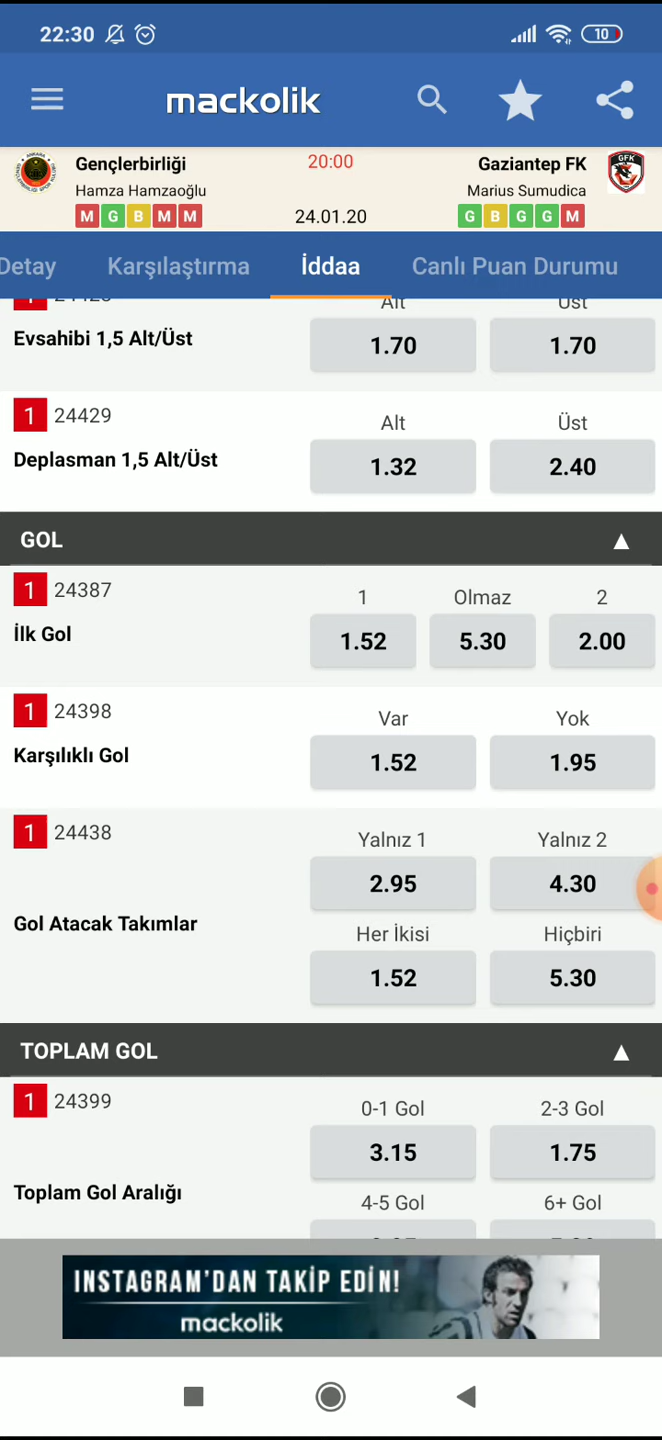 22:30 10
mackolik
Gençlerbirliği 20:00 Gaziantep FK
Hamza Hamzaoğlu Marius Sumudica
M G B M M 24.01.20 G B G G M
Detay Karşılaştırma İddaa Canlı Puan Durumu
Alt Üst
Evsahibi 1,5 Alt/Üst 1.70 1.70
1 24429 Alt Üst
Deplasman 1,5 Alt/Üst 1.32 2.40
GOL ▲
1 24387 1 Olmaz 2
İlk Gol 1.52 5.30 2.00
1 24398 Var Yok
Karşılıklı Gol 1.52 1.95
1 24438 Yalnız 1 Yalnız 2
2.95 4.30
Gol Atacak Takımlar
Her İkisi Hiçbiri
1.52 5.30
TOPLAM GOL ▲
1 24399 0-1 Gol 2-3 Gol
3.15 1.75
Toplam Gol Aralığı
4-5 Gol 6+ Gol
INSTAGRAM'DAN TAKİP EDİN!
mackolik